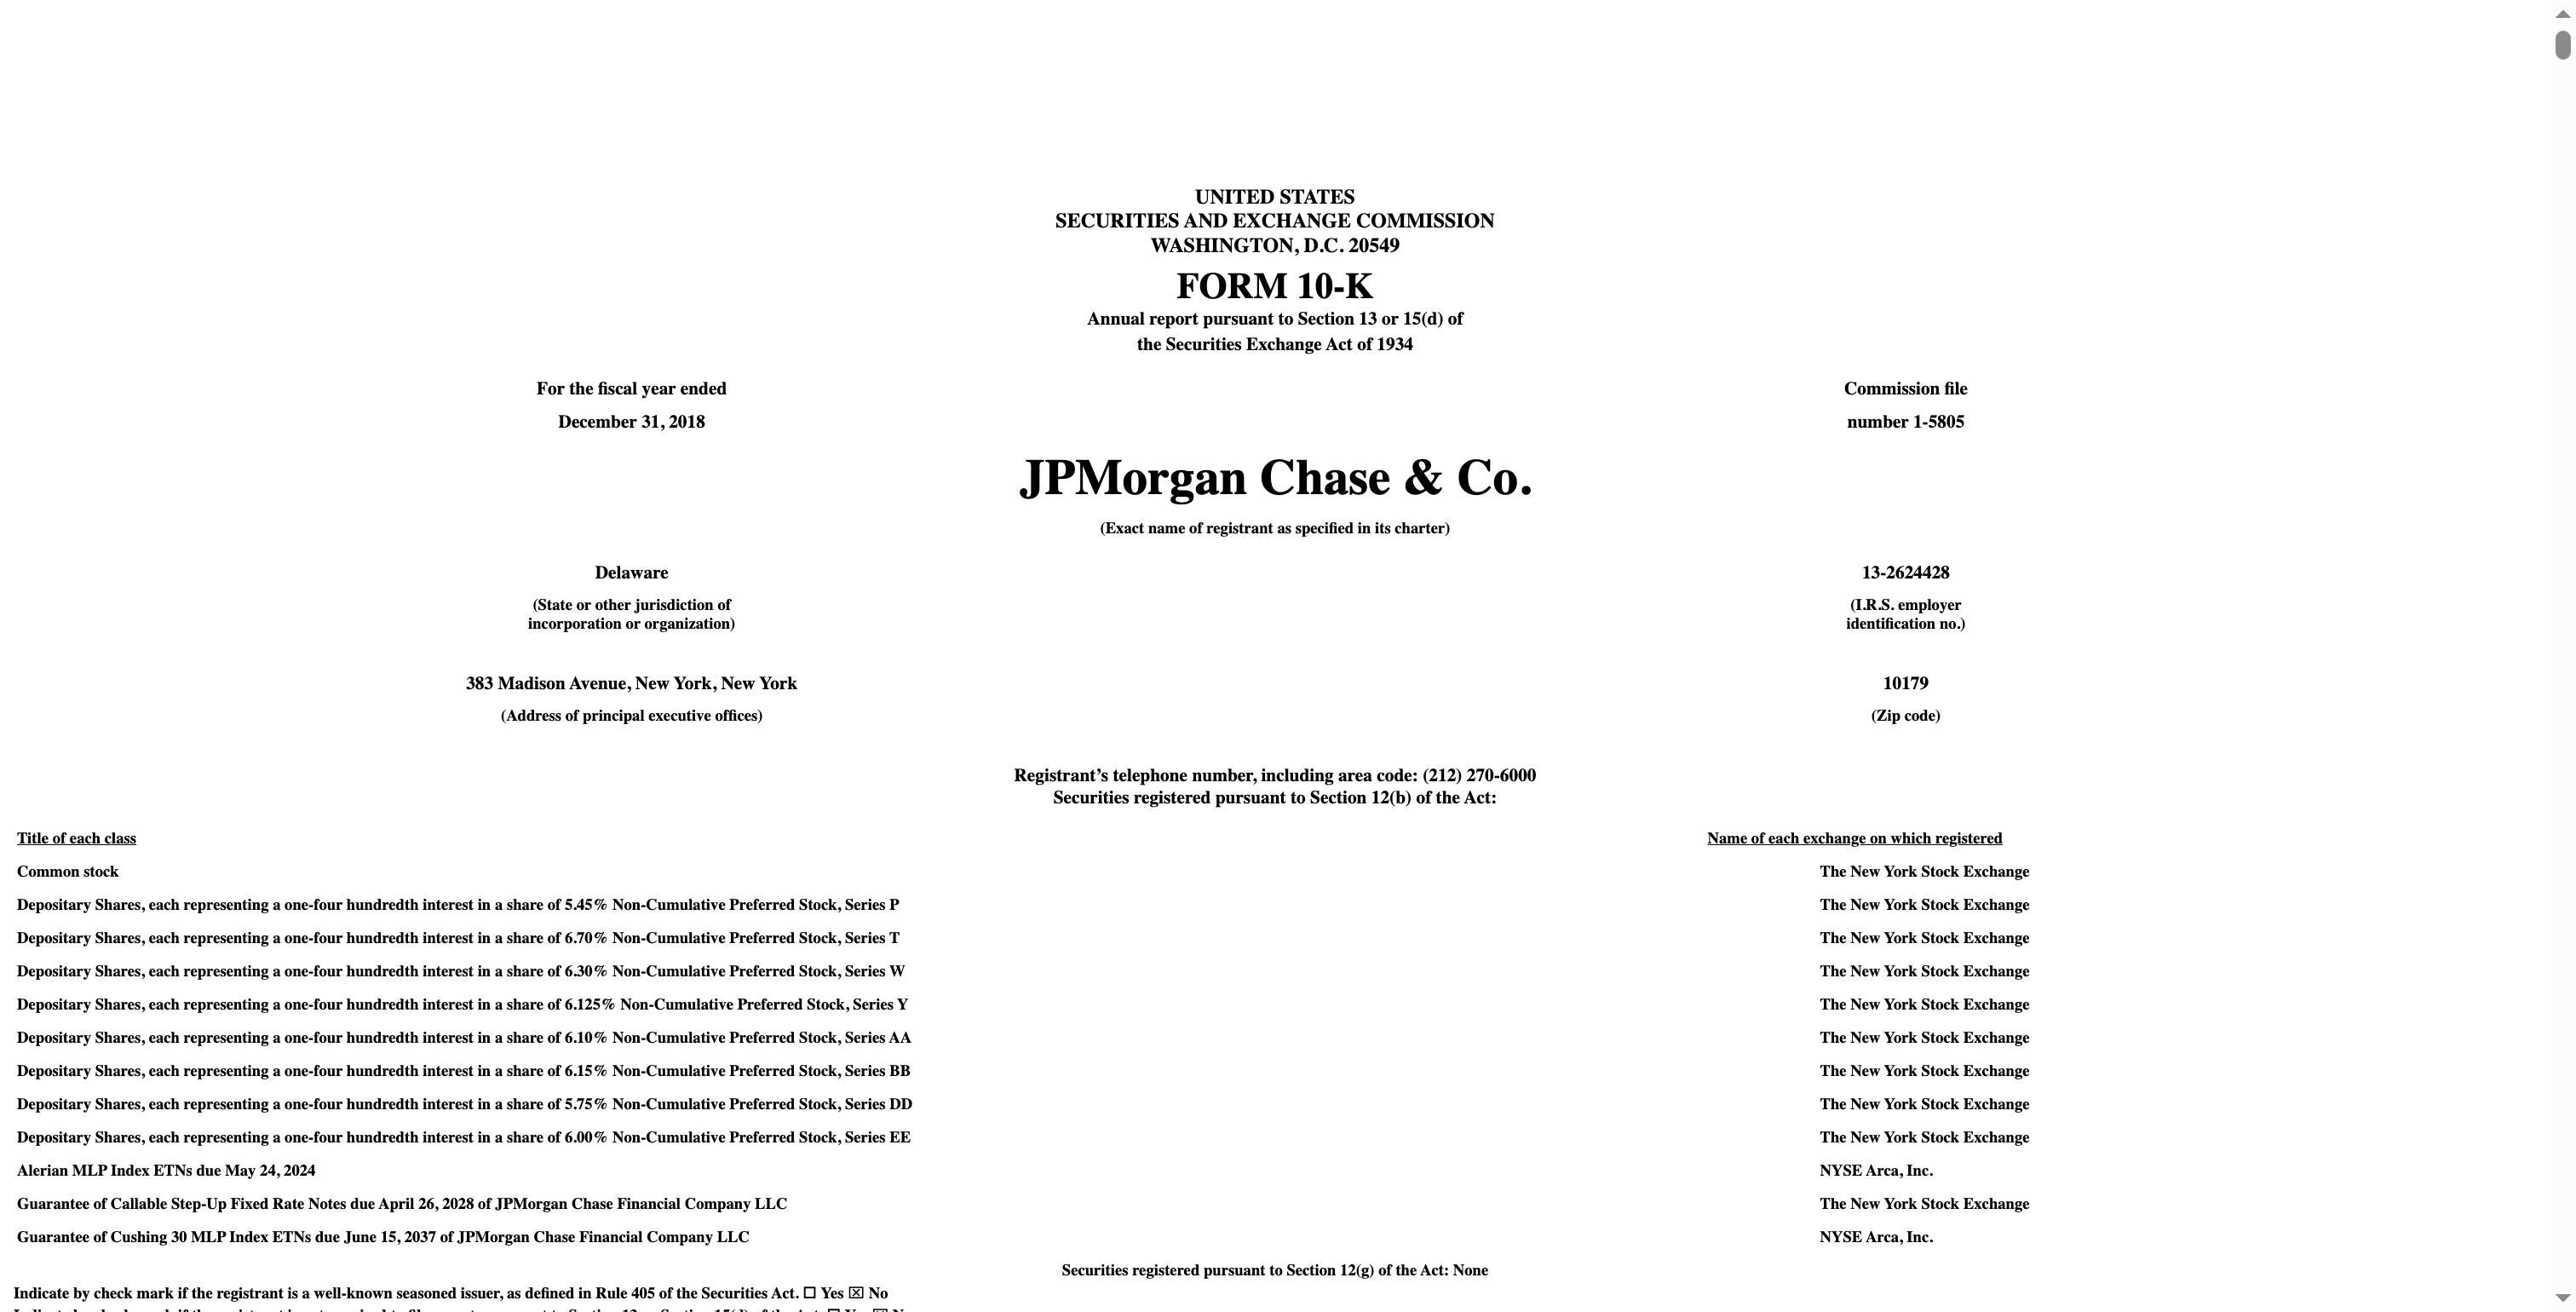 UNITED STATES
SECURITIES AND EXCHANGE COMMISSION
WASHINGTON, D.C. 20549
FORM 10-K
Annual report pursuant to Section 13 or 15(d) of
the Securities Exchange Act of 1934
For the fiscal year ended Commission file
December 31, 2018 number 1-5805
JPMorgan Chase & Co.
(Exact name of registrant as specified in its charter)
Delaware 13-2624428
(State or other jurisdiction of (I.R.S. employer
incorporation or organization) identification no.)
383 Madison Avenue, New York, New York 10179
(Address of principal executive offices) (Zip code)
Registrant’s telephone number, including area code: (212) 270-6000
Securities registered pursuant to Section 12(b) of the Act:
Title of each class Name of each exchange on which registered
Common stock The New York Stock Exchange
Depositary Shares, each representing a one-four hundredth interest in a share of 5.45% Non-Cumulative Preferred Stock, Series P The New York Stock Exchange
Depositary Shares, each representing a one-four hundredth interest in a share of 6.70% Non-Cumulative Preferred Stock, Series T The New York Stock Exchange
Depositary Shares, each representing a one-four hundredth interest in a share of 6.30% Non-Cumulative Preferred Stock, Series W The New York Stock Exchange
Depositary Shares, each representing a one-four hundredth interest in a share of 6.125% Non-Cumulative Preferred Stock, Series Y The New York Stock Exchange
Depositary Shares, each representing a one-four hundredth interest in a share of 6.10% Non-Cumulative Preferred Stock, Series AA The New York Stock Exchange
Depositary Shares, each representing a one-four hundredth interest in a share of 6.15% Non-Cumulative Preferred Stock, Series BB The New York Stock Exchange
Depositary Shares, each representing a one-four hundredth interest in a share of 5.75% Non-Cumulative Preferred Stock, Series DD The New York Stock Exchange
Depositary Shares, each representing a one-four hundredth interest in a share of 6.00% Non-Cumulative Preferred Stock, Series EE The New York Stock Exchange
Alerian MLP Index ETNs due May 24, 2024 NYSE Arca, Inc.
Guarantee of Callable Step-Up Fixed Rate Notes due April 26, 2028 of JPMorgan Chase Financial Company LLC The New York Stock Exchange
Guarantee of Cushing 30 MLP Index ETNs due June 15, 2037 of JPMorgan Chase Financial Company LLC NYSE Arca, Inc.
Securities registered pursuant to Section 12(g) of the Act: None
Indicate by check mark if the registrant is a well-known seasoned issuer, as defined in Rule 405 of the Securities Act. ☐ Yes ☒ No